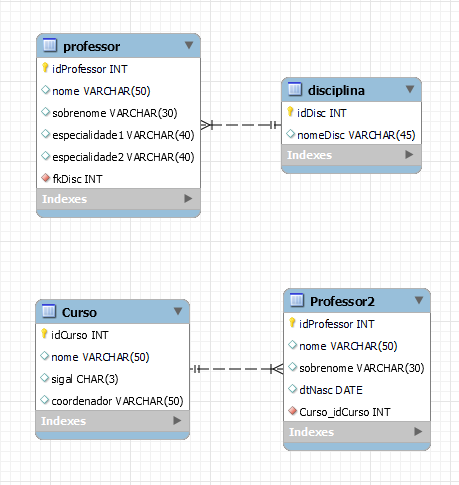 professor
idProfessor INT
nome VARCHAR(50)
sobrenome VARCHAR(30)
especialidade1 VARCHAR(40)
especialidade2 VARCHAR(40)
fkDisc INT
Indexes
disciplina
idDisc INT
nomeDisc VARCHAR(45)
Indexes
Curso
idCurso INT
nome VARCHAR(50)
sigal CHAR(3)
coordenador VARCHAR(50)
Indexes
Professor2
idProfessor INT
nome VARCHAR(50)
sobrenome VARCHAR(30)
dtNasc DATE
Curso_idCurso INT
Indexes